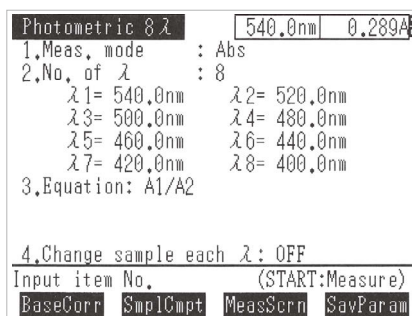 Photometric 8λ 540.0nm 0.289A
1.Meas. mode : Abs
2.No. of λ : 8
λ1= 540.0nm λ2= 520.0nm
λ3= 500.0nm λ4= 480.0nm
λ5= 460.0nm λ6= 440.0nm
λ7= 420.0nm λ8= 400.0nm
3.Equation: A1/A2
4.Change sample each λ: OFF
Input item No. (START:Measure)
BaseCorr SmplCmpt MeasScrn SavParam